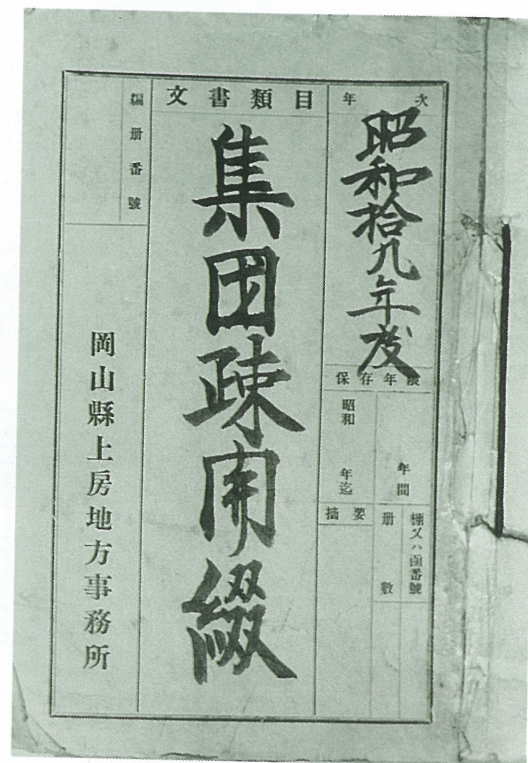 年次
昭和拾九年度
保存年限
年間
昭和 年迄
棚又ハ函番號
册數
摘要
文書類目
集団疎開綴
編册番號
岡山縣上房地方事務所